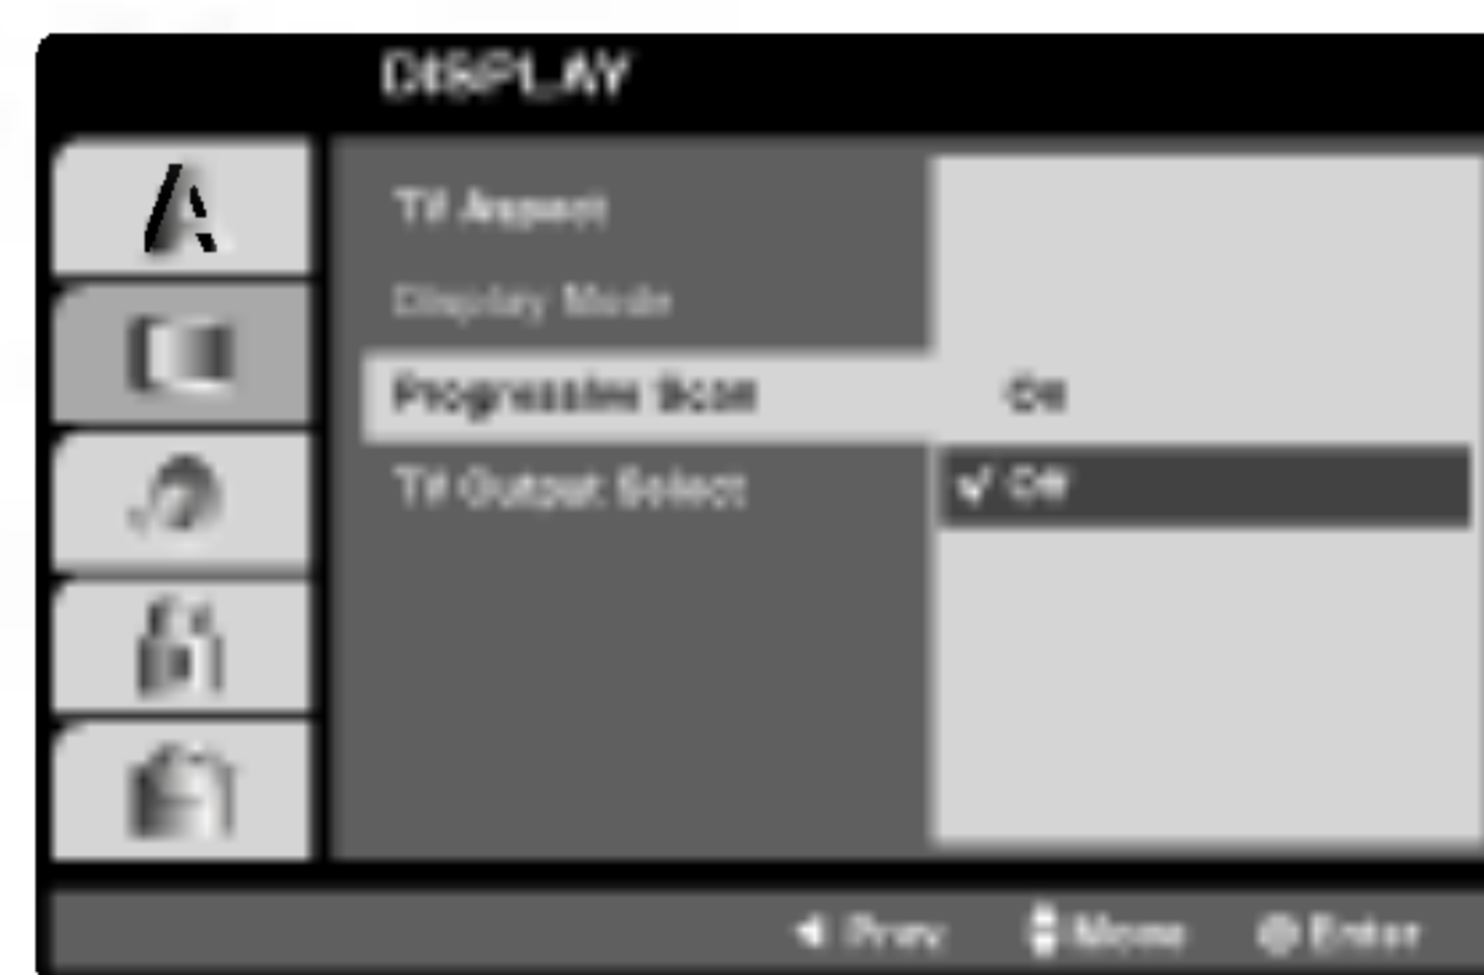 DISPLAY
A
TV Aspect
Display Mode
Progressive Scan On
TV Output Select ✓ Off
◀ Prev Move Enter